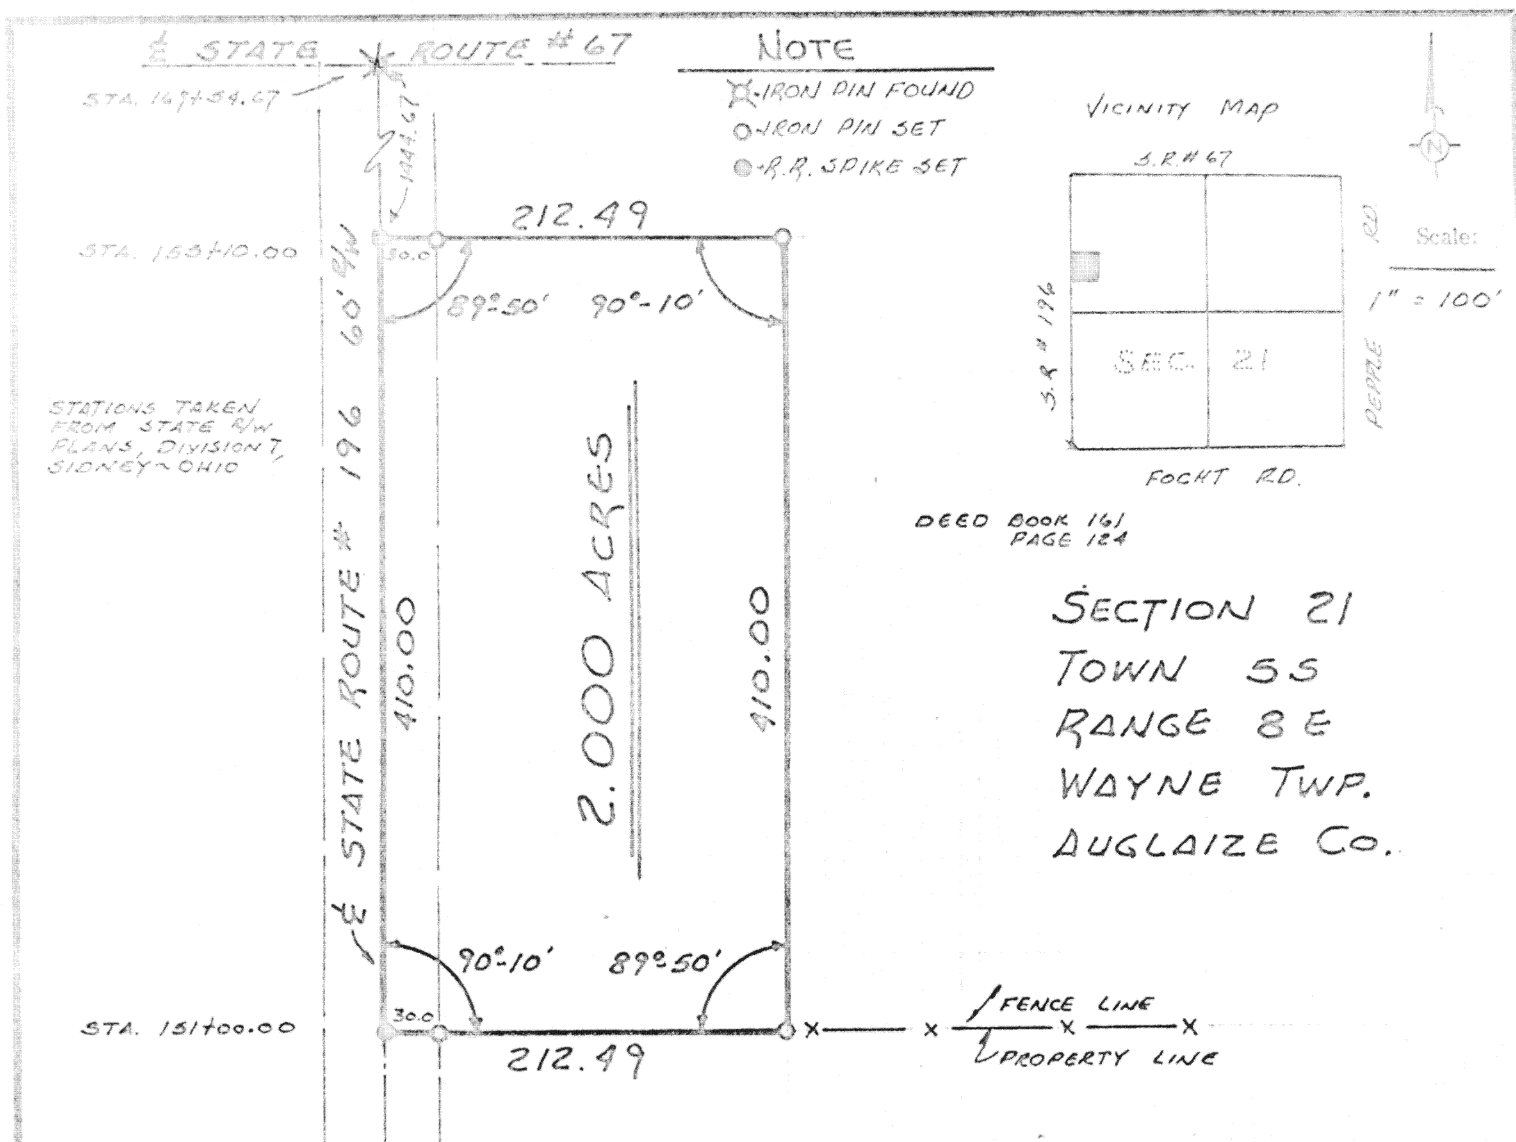 ℄ STATE ROUTE # 67
STA. 169+54.67
1444.67
NOTE
IRON PIN FOUND
IRON PIN SET
R.R. SPIKE SET
VICINITY MAP
S.R. # 67
S.R # 196
SEC. 21
PEPPLE RD
FOCHT RD.
N
Scale:
1" = 100'
STA. 155+10.00
212.49
30.0
89°-50'
90°-10'
STATIONS TAKEN
FROM STATE R/W
PLANS, DIVISION 7,
SIDNEY~OHIO
℄ STATE ROUTE # 196 60' R/W
410.00
2.000 ACRES
410.00
DEED BOOK 161
PAGE 124
SECTION 21
TOWN 5S
RANGE 8E
WAYNE TWP.
AUGLAIZE CO.
90°-10'
89°-50'
STA. 151+00.00
30.0
212.49
FENCE LINE
PROPERTY LINE